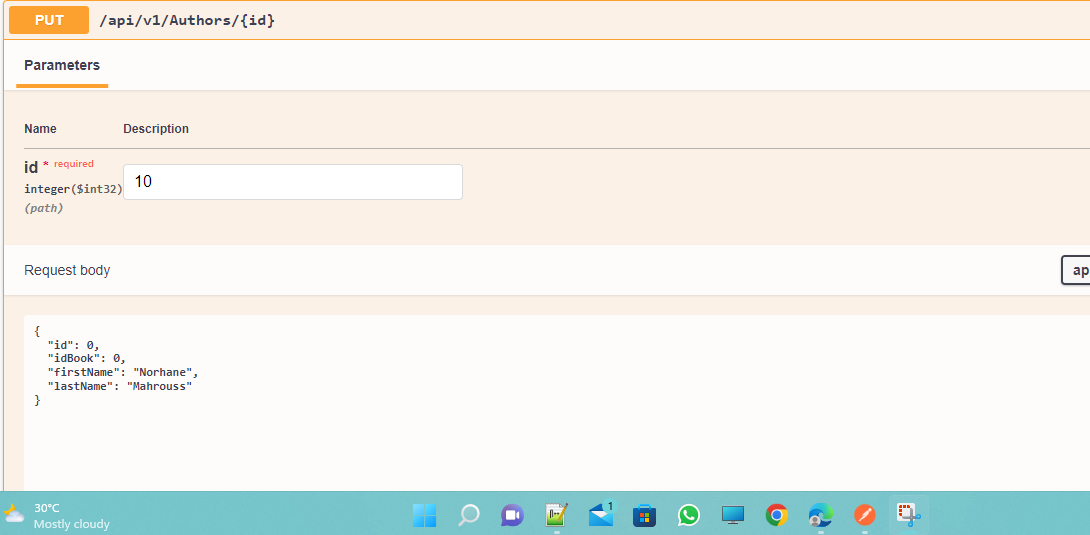 PUT /api/v1/Authors/{id}
Parameters
Name Description
id * required
integer($int32)
(path)
10
Request body
ap
{
"id": 0,
"idBook": 0,
"firstName": "Norhane",
"lastName": "Mahrouss"
}
30°C
Mostly cloudy
1